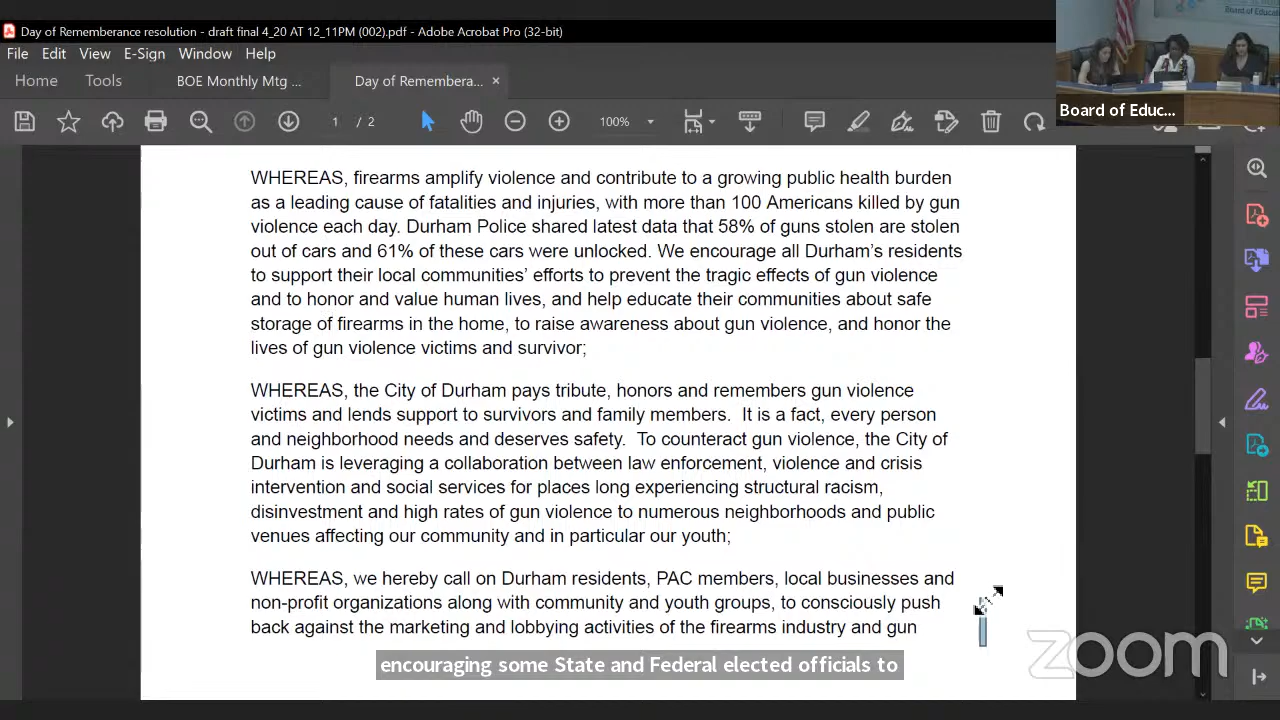 Day of Rememberance resolution - draft final 4_20 AT 12_11PM (002).pdf - Adobe Acrobat Pro (32-bit)
File Edit View E-Sign Window Help
Home Tools BOE Monthly Mtg ... Day of Remembera... ×
1 / 2 100%
Board of Educ...
WHEREAS, firearms amplify violence and contribute to a growing public health burden
as a leading cause of fatalities and injuries, with more than 100 Americans killed by gun
violence each day. Durham Police shared latest data that 58% of guns stolen are stolen
out of cars and 61% of these cars were unlocked. We encourage all Durham's residents
to support their local communities' efforts to prevent the tragic effects of gun violence
and to honor and value human lives, and help educate their communities about safe
storage of firearms in the home, to raise awareness about gun violence, and honor the
lives of gun violence victims and survivor;
WHEREAS, the City of Durham pays tribute, honors and remembers gun violence
victims and lends support to survivors and family members.  It is a fact, every person
and neighborhood needs and deserves safety.  To counteract gun violence, the City of
Durham is leveraging a collaboration between law enforcement, violence and crisis
intervention and social services for places long experiencing structural racism,
disinvestment and high rates of gun violence to numerous neighborhoods and public
venues affecting our community and in particular our youth;
WHEREAS, we hereby call on Durham residents, PAC members, local businesses and
non-profit organizations along with community and youth groups, to consciously push
back against the marketing and lobbying activities of the firearms industry and gun
encouraging some State and Federal elected officials to
zoom